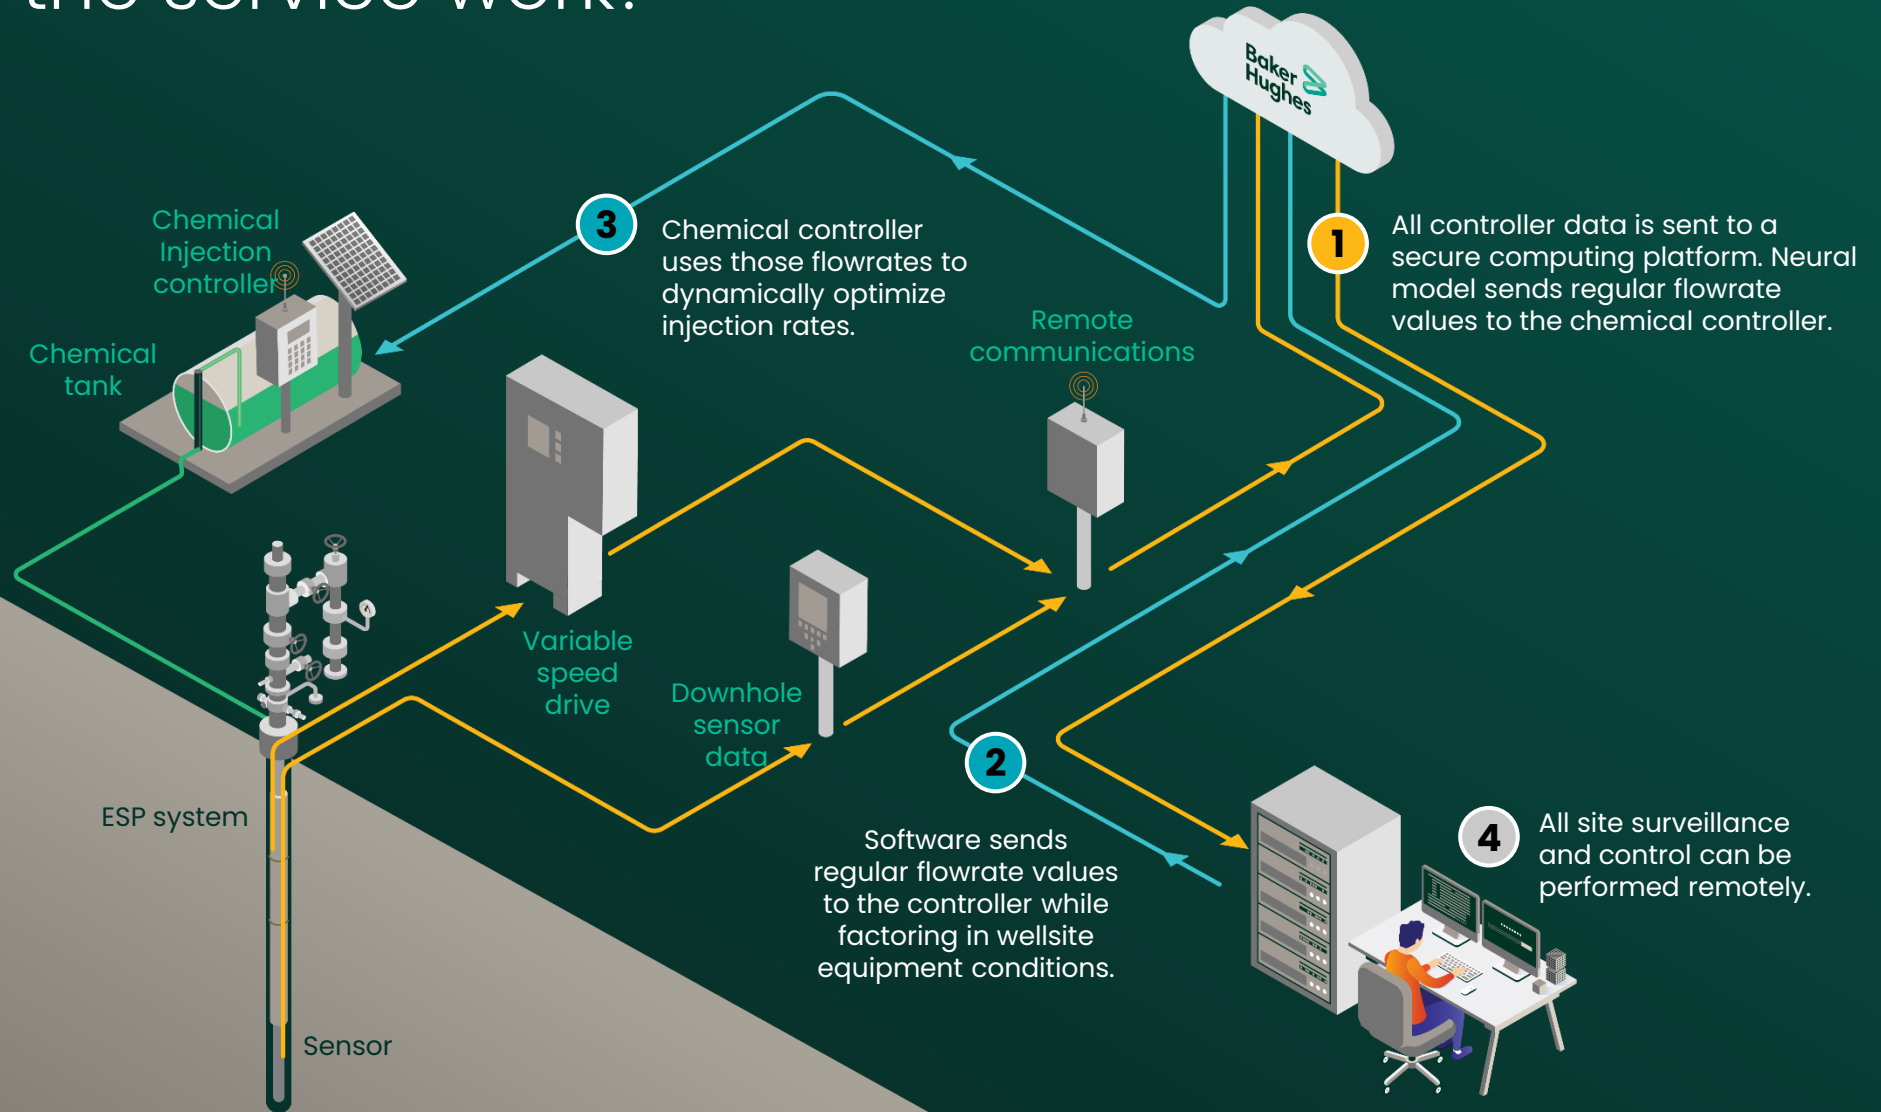 the service work?
Baker
Hughes
Chemical
Injection
controller
Chemical
tank
3
Chemical controller
uses those flowrates to
dynamically optimize
injection rates.
1
All controller data is sent to a
secure computing platform. Neural
model sends regular flowrate
values to the chemical controller.
Remote
communications
Variable
speed
drive
Downhole
sensor
data
2
Software sends
regular flowrate values
to the controller while
factoring in wellsite
equipment conditions.
4
All site surveillance
and control can be
performed remotely.
ESP system
Sensor